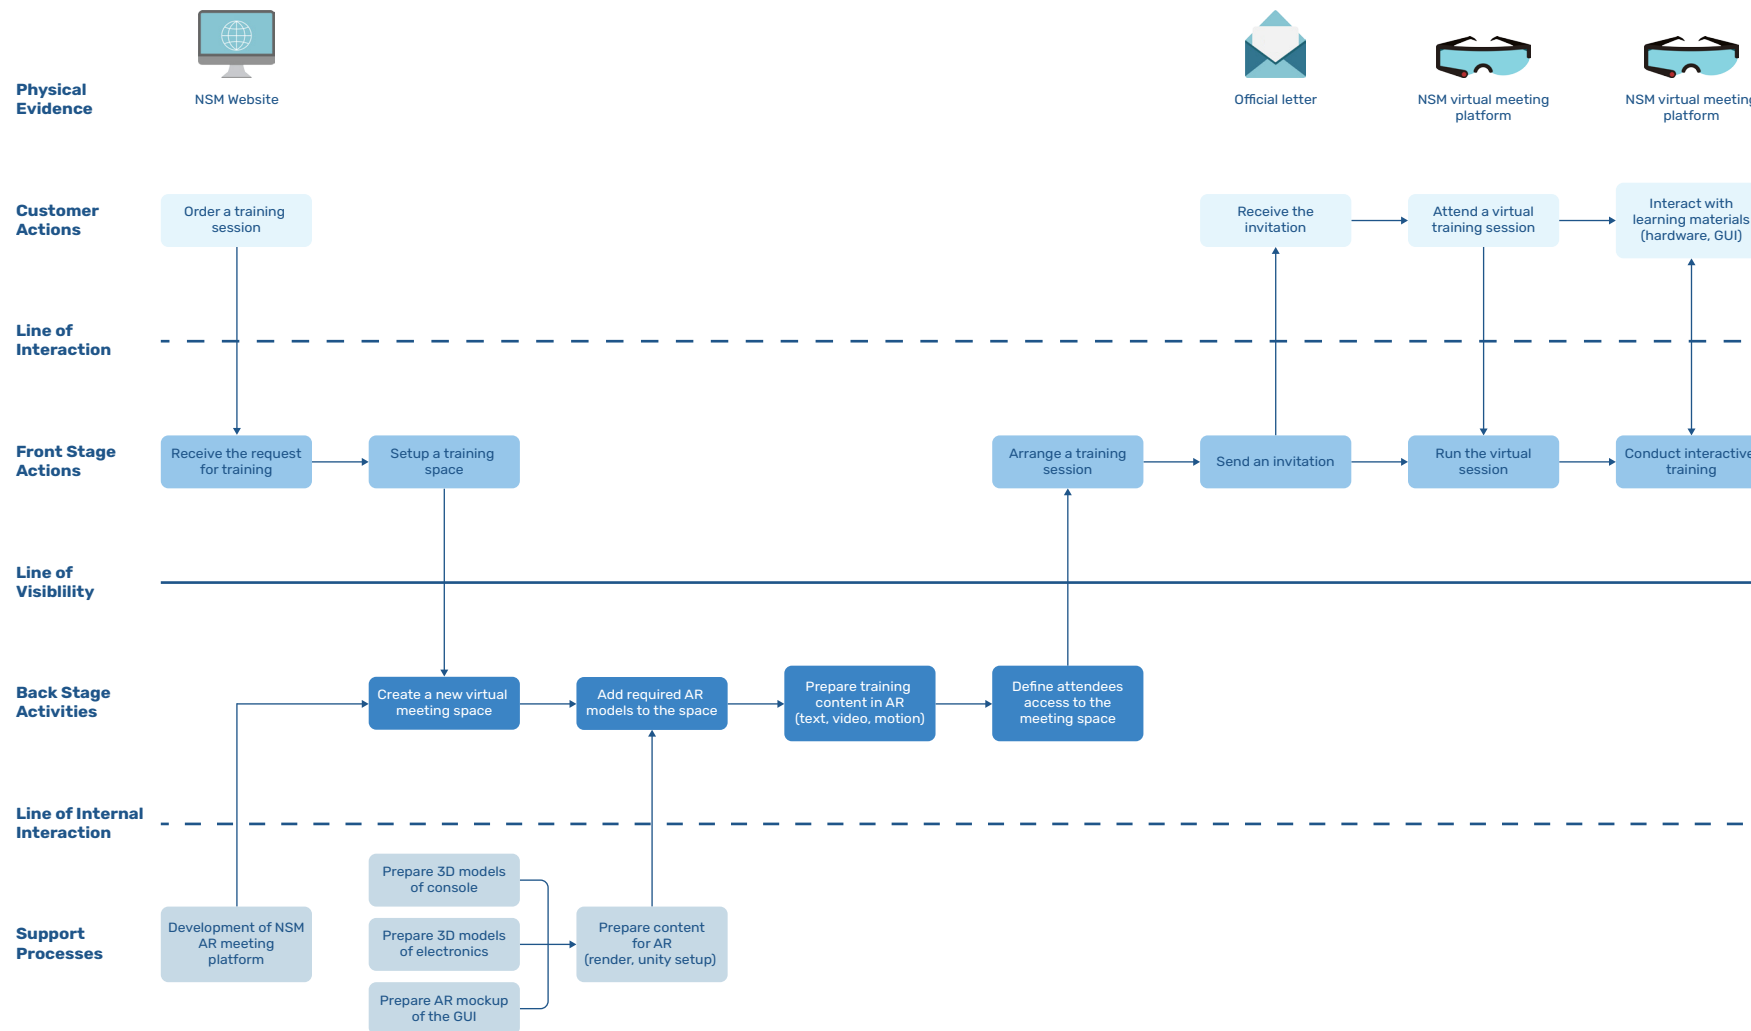 Physical
Evidence
NSM Website
Official letter
NSM virtual meeting
platform
NSM virtual meeting
platform
Customer
Actions
Order a training
session
Receive the
invitation
Attend a virtual
training session
Interact with
learning materials
(hardware, GUI)
Line of
Interaction
Front Stage
Actions
Receive the request
for training
Setup a training
space
Arrange a training
session
Send an invitation
Run the virtual
session
Conduct interactive
training
Line of
Visiblility
Back Stage
Activities
Create a new virtual
meeting space
Add required AR
models to the space
Prepare training
content in AR
(text, video, motion)
Define attendees
access to the
meeting space
Line of Internal
Interaction
Support
Processes
Development of NSM
AR meeting
platform
Prepare 3D models
of console
Prepare 3D models
of electronics
Prepare AR mockup
of the GUI
Prepare content
for AR
(render, unity setup)